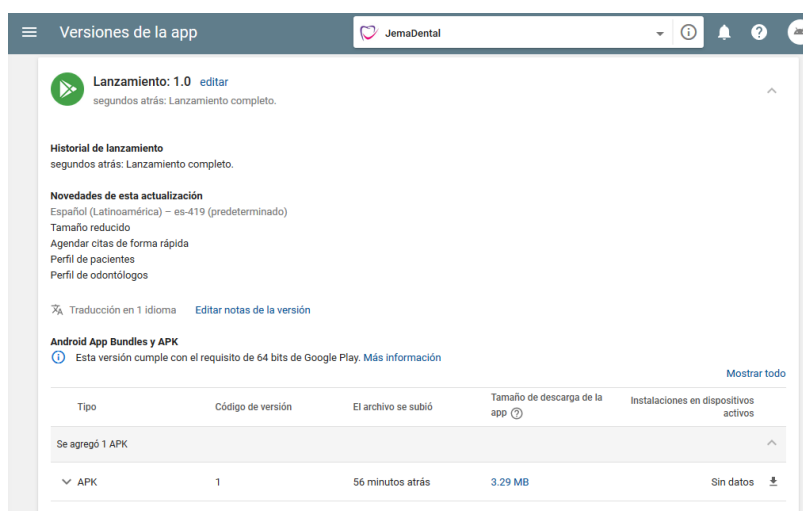 Versiones de la app
JemaDental
Lanzamiento: 1.0 editar
segundos atrás: Lanzamiento completo.
Historial de lanzamiento
segundos atrás: Lanzamiento completo.
Novedades de esta actualización
Español (Latinoamérica) – es-419 (predeterminado)
Tamaño reducido
Agendar citas de forma rápida
Perfil de pacientes
Perfil de odontólogos
Traducción en 1 idioma Editar notas de la versión
Android App Bundles y APK
Esta versión cumple con el requisito de 64 bits de Google Play. Más información
Mostrar todo
Tipo Código de versión El archivo se subió Tamaño de descarga de la app Instalaciones en dispositivos activos
Se agregó 1 APK
APK 1 56 minutos atrás 3.29 MB Sin datos